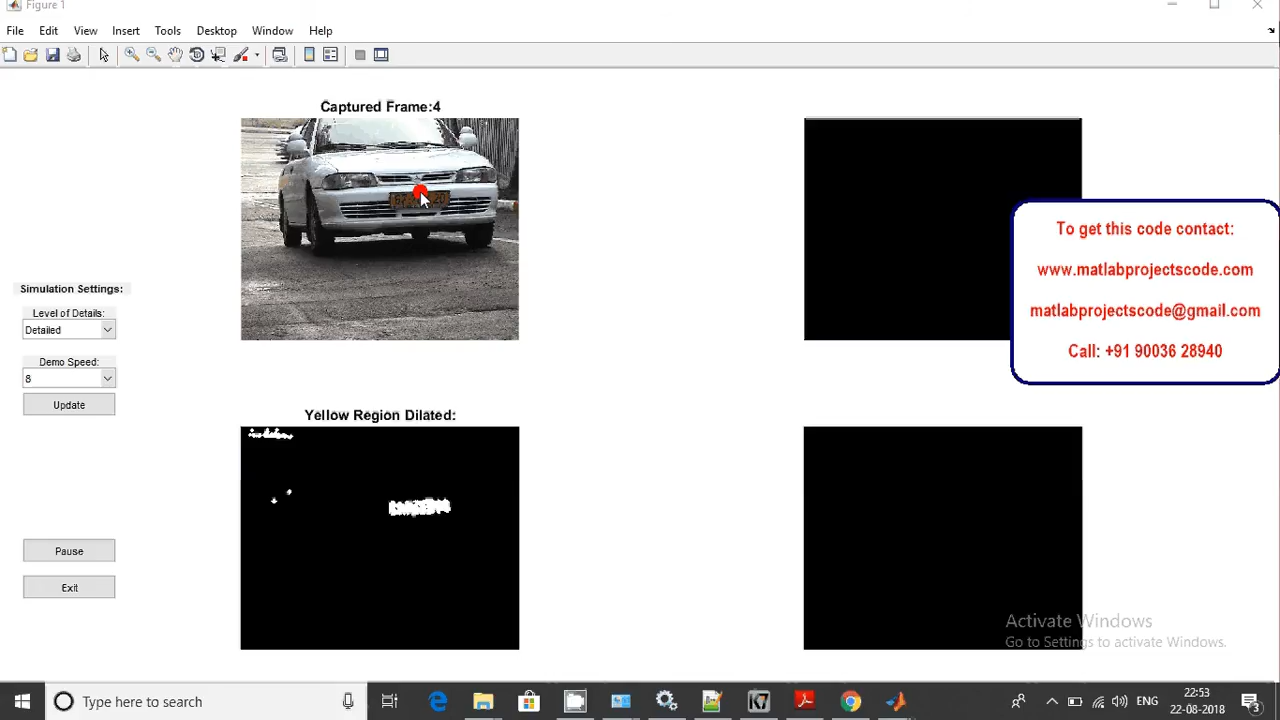 Figure 1
File Edit View Insert Tools Desktop Window Help
Captured Frame:4
To get this code contact:
www.matlabprojectscode.com
matlabprojectscode@gmail.com
Call: +91 90036 28940
Simulation Settings:
Level of Details:
Detailed
Demo Speed:
8
Update
Yellow Region Dilated:
Pause
Exit
Activate Windows
Go to Settings to activate Windows.
Type here to search
ENG
22:53
22-08-2018
3